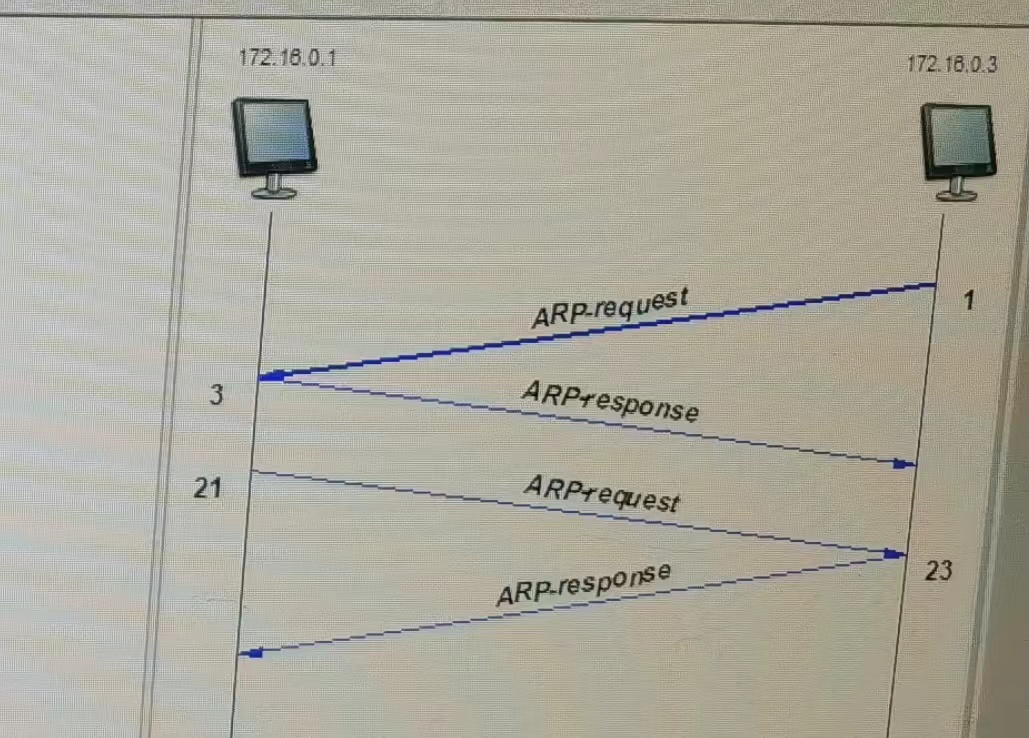 172.16.0.1
172.16.0.3
ARP-request
1
3
ARP-response
21
ARP-request
23
ARP-response